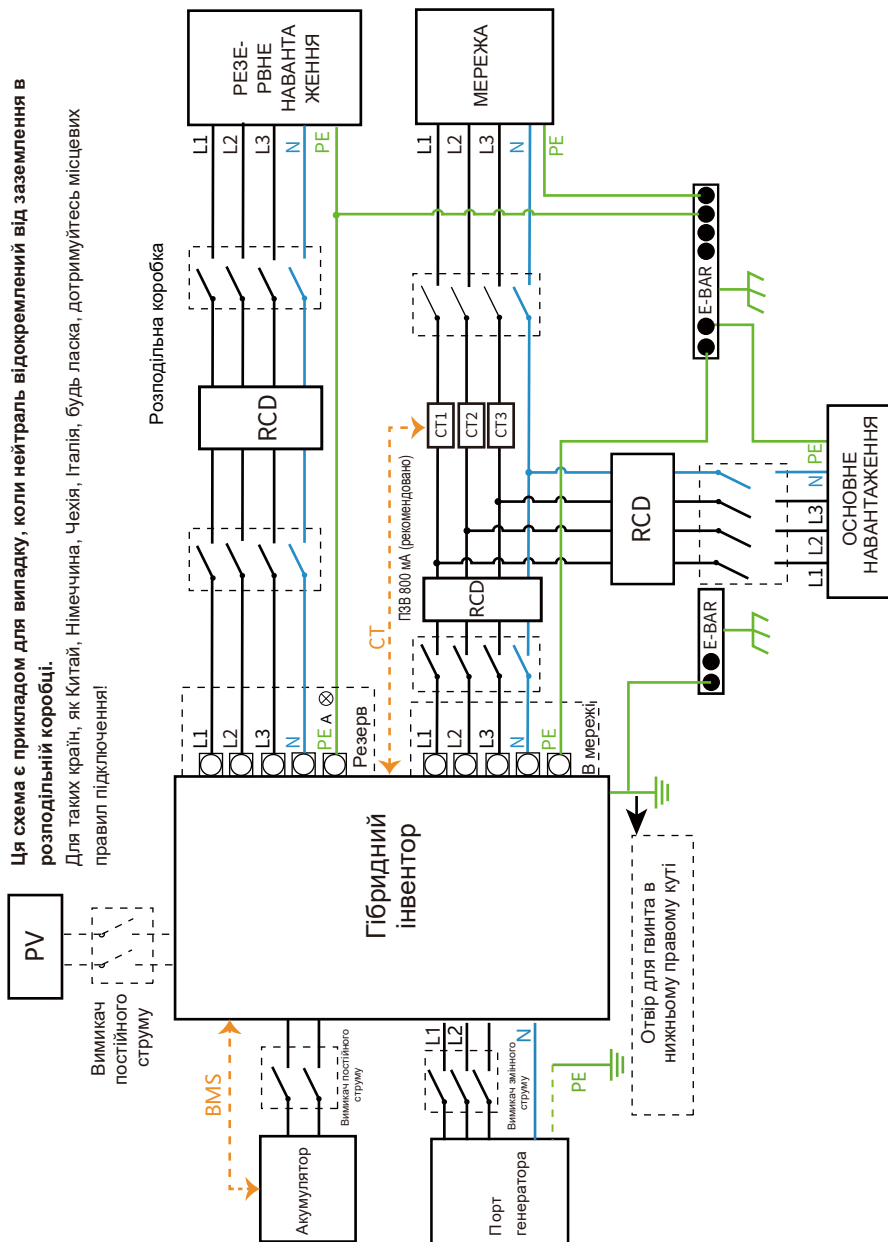 Ця схема є прикладом для випадку, коли нейтраль відокремлений від заземлення в
розподільній коробці.
Для таких країн, як Китай, Німеччина, Чехія, Італія, будь ласка, дотримуйтесь місцевих
правил підключення!
PV
Вимикач
постійного
струму
Розподільна коробка
РЕЗЕ-
РВНЕ
НАВАНТА
ЖЕННЯ
L1
L2
L3
N
PE
RCD
L1
L2
L3
N
PE
A
Резерв
BMS
Акумулятор
Вимикач постійного
струму
Гібридний
інвентор
CT
ПЗВ 800 мА (рекомендовано)
МЕРЕЖА
L1
L2
L3
N
PE
CT1
CT2
CT3
RCD
L1
L2
L3
N
PE
В мережі
Порт
генератора
Вимикач змінного
струму
L1
L2
N
PE
RCD
E-BAR
E-BAR
L1
L2
L3
N
PE
ОСНОВНЕ
НАВАНТАЖЕННЯ
Отвір для гвинта в
нижньому правому куті